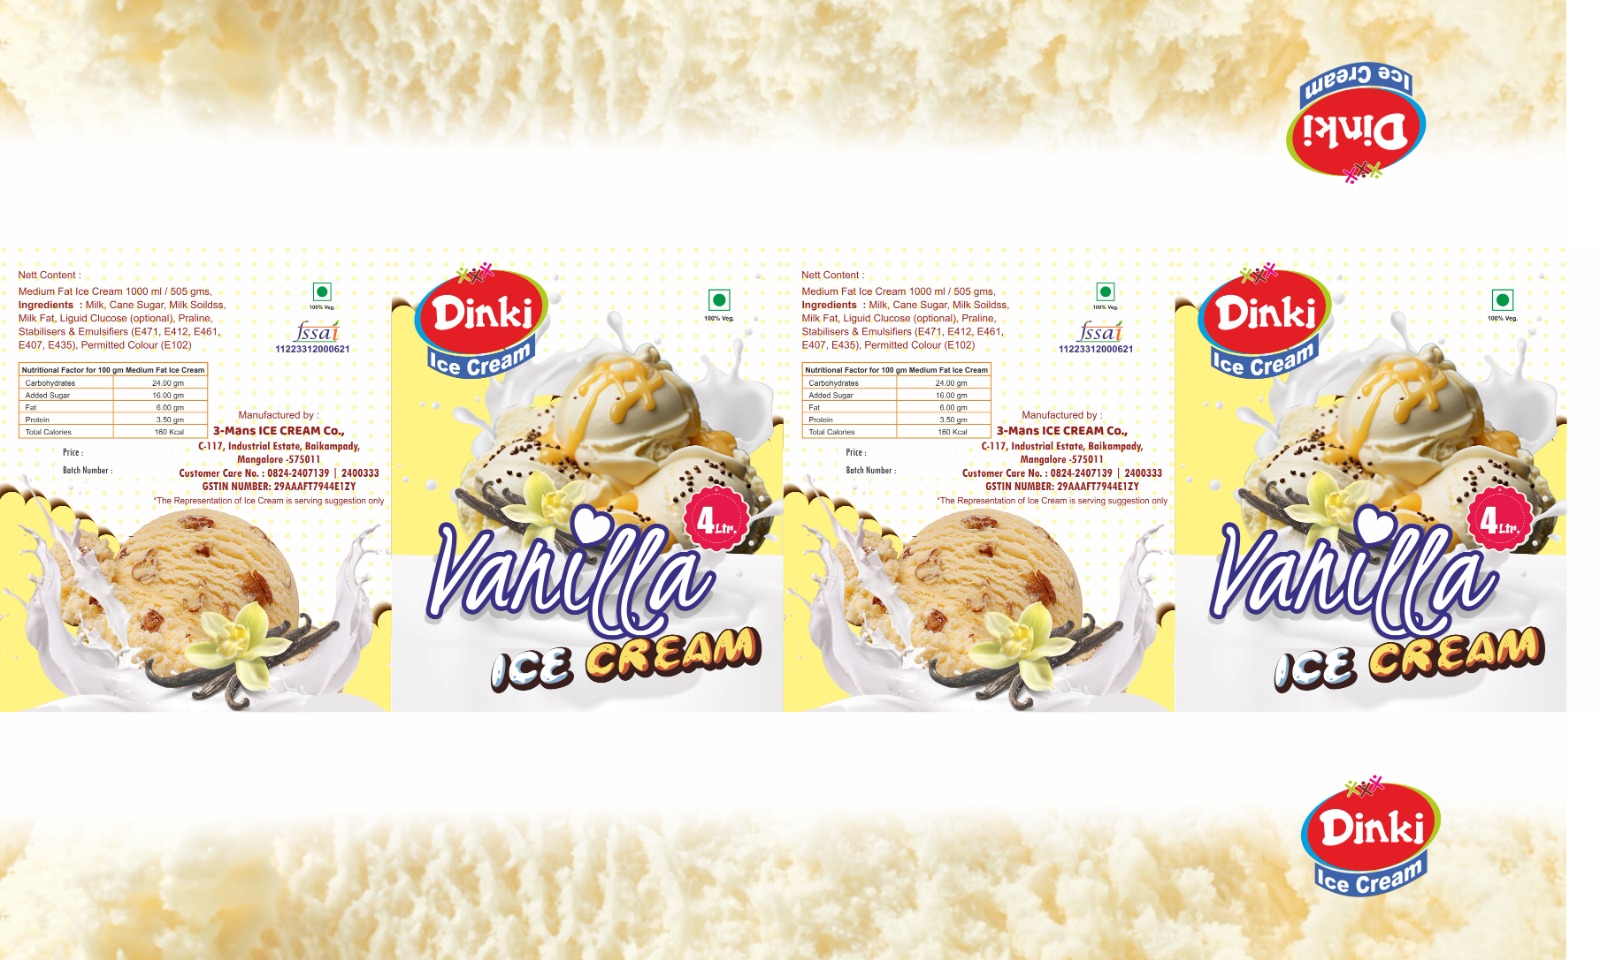 Dinki
Ice Cream
Nett Content :
Medium Fat Ice Cream 1000 ml / 505 gms,
Ingredients : Milk, Cane Sugar, Milk Soildss,
Milk Fat, Liguid Clucose (optional), Praline,
Stabilisers & Emulsifiers (E471, E412, E461,
E407, E435), Permitted Colour (E102)
100% Veg.
fssai
11223312000621
Nutritional Factor for 100 gm Medium Fat Ice Cream
Carbohydrates 24.00 gm
Added Sugar 16.00 gm
Fat 6.00 gm
Protein 3.50 gm
Total Calories 160 Kcal
Price :
Batch Number :
Manufactured by :
3-Mans ICE CREAM Co.,
C-117, Industrial Estate, Baikampady,
Mangalore -575011
Customer Care No. : 0824-2407139 | 2400333
GSTIN NUMBER: 29AAAFT7944E1ZY
*The Representation of Ice Cream is serving suggestion only
Dinki
Ice Cream
100% Veg.
4 Ltr.
Vanilla
ICE CREAM
Nett Content :
Medium Fat Ice Cream 1000 ml / 505 gms,
Ingredients : Milk, Cane Sugar, Milk Soildss,
Milk Fat, Liguid Clucose (optional), Praline,
Stabilisers & Emulsifiers (E471, E412, E461,
E407, E435), Permitted Colour (E102)
100% Veg.
fssai
11223312000621
Nutritional Factor for 100 gm Medium Fat Ice Cream
Carbohydrates 24.00 gm
Added Sugar 16.00 gm
Fat 6.00 gm
Protein 3.50 gm
Total Calories 160 Kcal
Price :
Batch Number :
Manufactured by :
3-Mans ICE CREAM Co.,
C-117, Industrial Estate, Baikampady,
Mangalore -575011
Customer Care No. : 0824-2407139 | 2400333
GSTIN NUMBER: 29AAAFT7944E1ZY
*The Representation of Ice Cream is serving suggestion only
Dinki
Ice Cream
100% Veg.
4 Ltr.
Vanilla
ICE CREAM
Dinki
Ice Cream